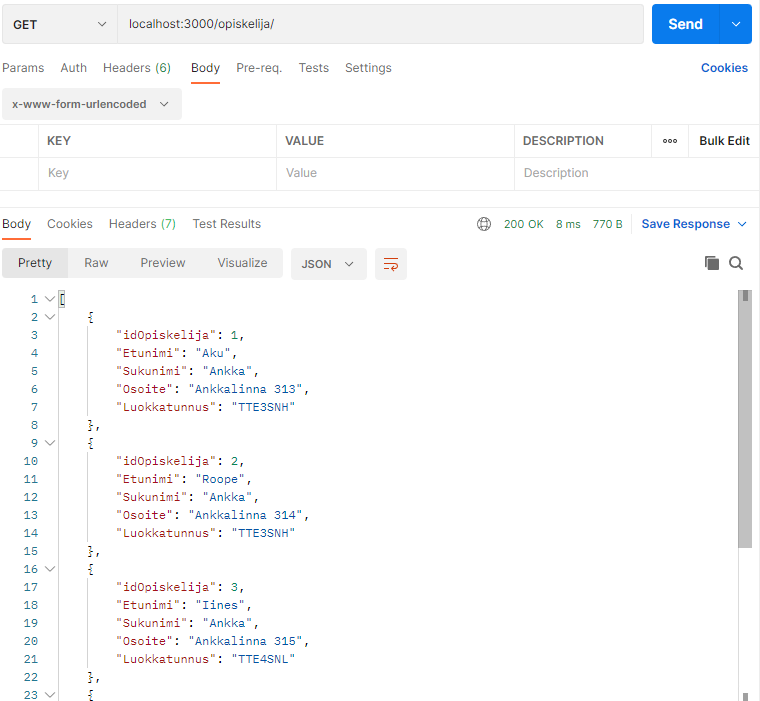 GET localhost:3000/opiskelija/ Send
Params Auth Headers (6) Body Pre-req. Tests Settings Cookies
x-www-form-urlencoded
KEY VALUE DESCRIPTION ooo Bulk Edit
Key Value Description
Body Cookies Headers (7) Test Results 200 OK 8 ms 770 B Save Response
Pretty Raw Preview Visualize JSON
1 [
2 {
3 "idOpiskelija": 1,
4 "Etunimi": "Aku",
5 "Sukunimi": "Ankka",
6 "Osoite": "Ankkalinna 313",
7 "Luokkatunnus": "TTE3SNH"
8 },
9 {
10 "idOpiskelija": 2,
11 "Etunimi": "Roope",
12 "Sukunimi": "Ankka",
13 "Osoite": "Ankkalinna 314",
14 "Luokkatunnus": "TTE3SNH"
15 },
16 {
17 "idOpiskelija": 3,
18 "Etunimi": "Iines",
19 "Sukunimi": "Ankka",
20 "Osoite": "Ankkalinna 315",
21 "Luokkatunnus": "TTE4SNL"
22 },
23 {